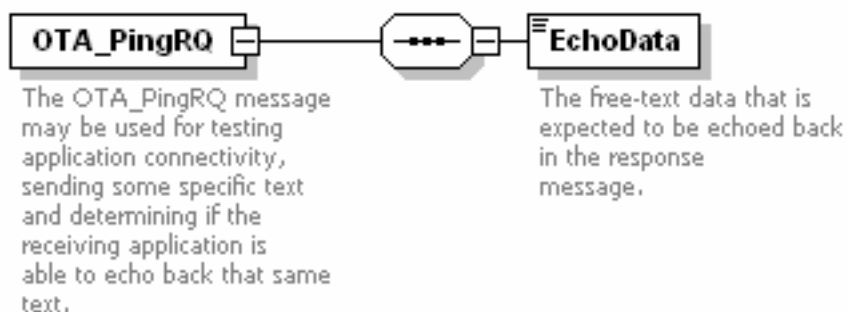 OTA_PingRQ
EchoData
The OTA_PingRQ message
may be used for testing
application connectivity,
sending some specific text
and determining if the
receiving application is
able to echo back that same
text.
The free-text data that is
expected to be echoed back
in the response
message.